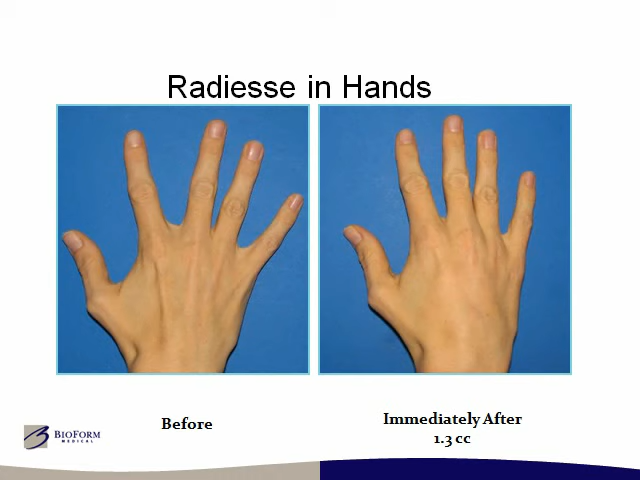 Radiesse in Hands
Before
Immediately After
1.3 cc
BIOFORM
MEDICAL